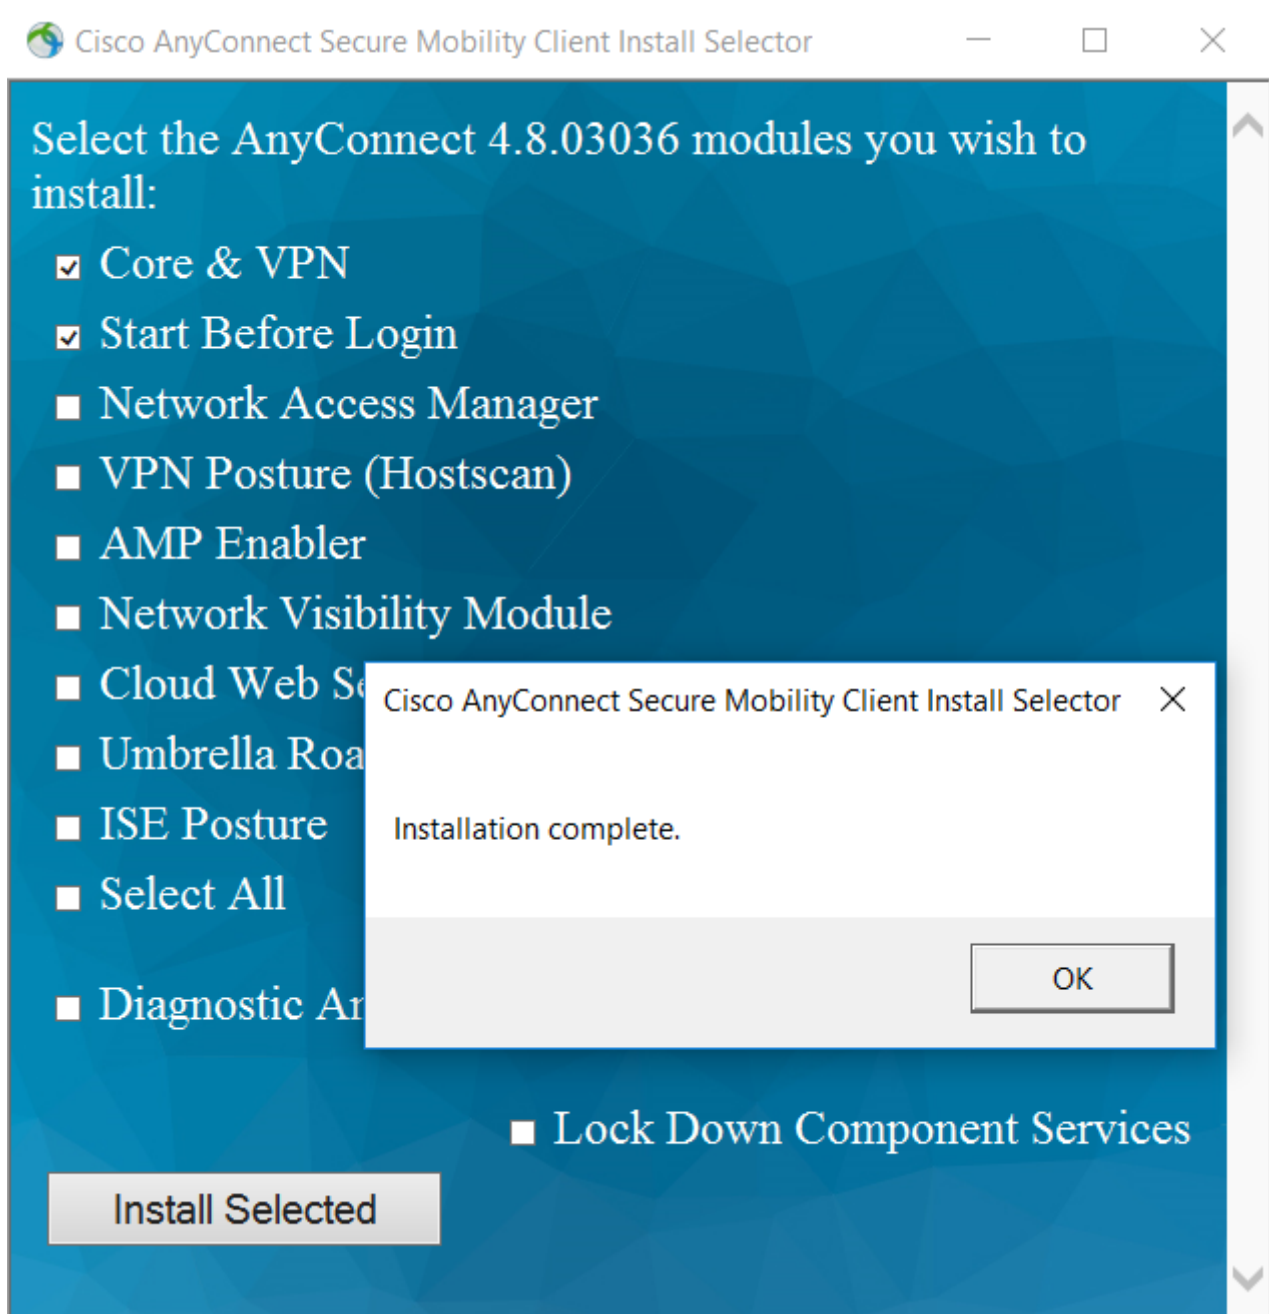 Cisco AnyConnect Secure Mobility Client Install Selector
Select the AnyConnect 4.8.03036 modules you wish to
install:
Core & VPN
Start Before Login
Network Access Manager
VPN Posture (Hostscan)
AMP Enabler
Network Visibility Module
Cloud Web
Umbrella
ISE Posture
Select All
Diagnostic
Cisco AnyConnect Secure Mobility Client Install Selector
Installation complete.
OK
Lock Down Component Services
Install Selected